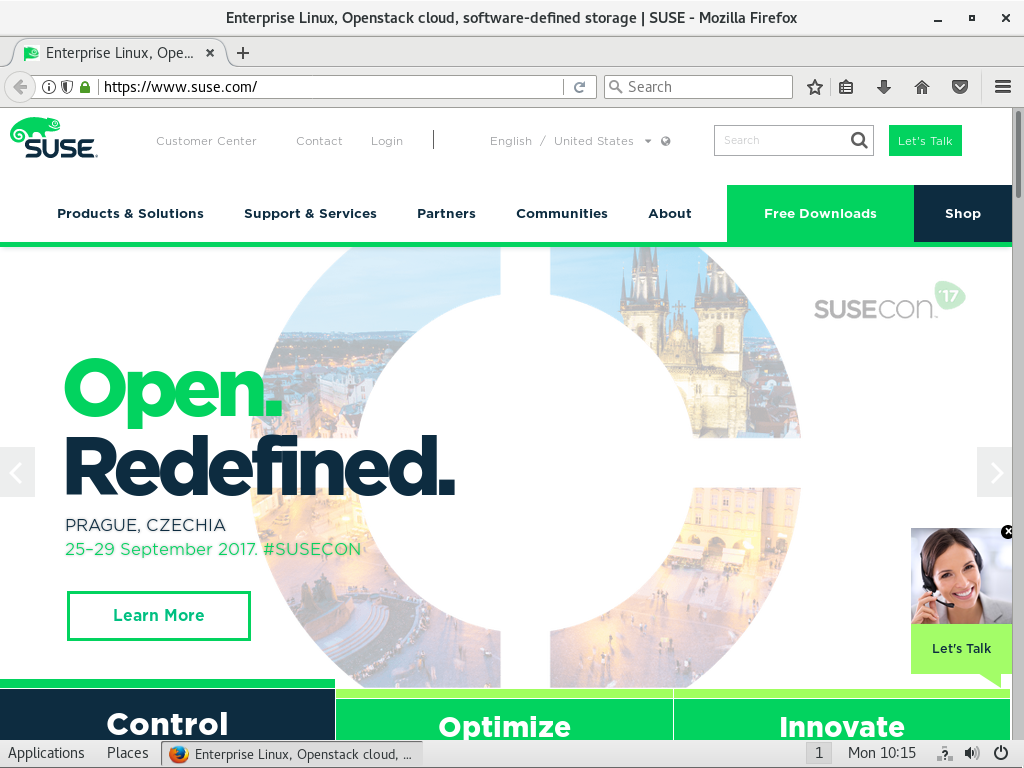 Enterprise Linux, Openstack cloud, software-defined storage | SUSE - Mozilla Firefox
Enterprise Linux, Ope...
https://www.suse.com/
Search
SUSE
Customer Center
Contact
Login
English / United States
Search
Let's Talk
Products & Solutions
Support & Services
Partners
Communities
About
Free Downloads
Shop
SUSECON '17
Open.
Redefined.
PRAGUE, CZECHIA
25–29 September 2017. #SUSECON
Learn More
Let's Talk
Control
Optimize
Innovate
Applications
Places
Enterprise Linux, Openstack cloud, ...
1
Mon 10:15